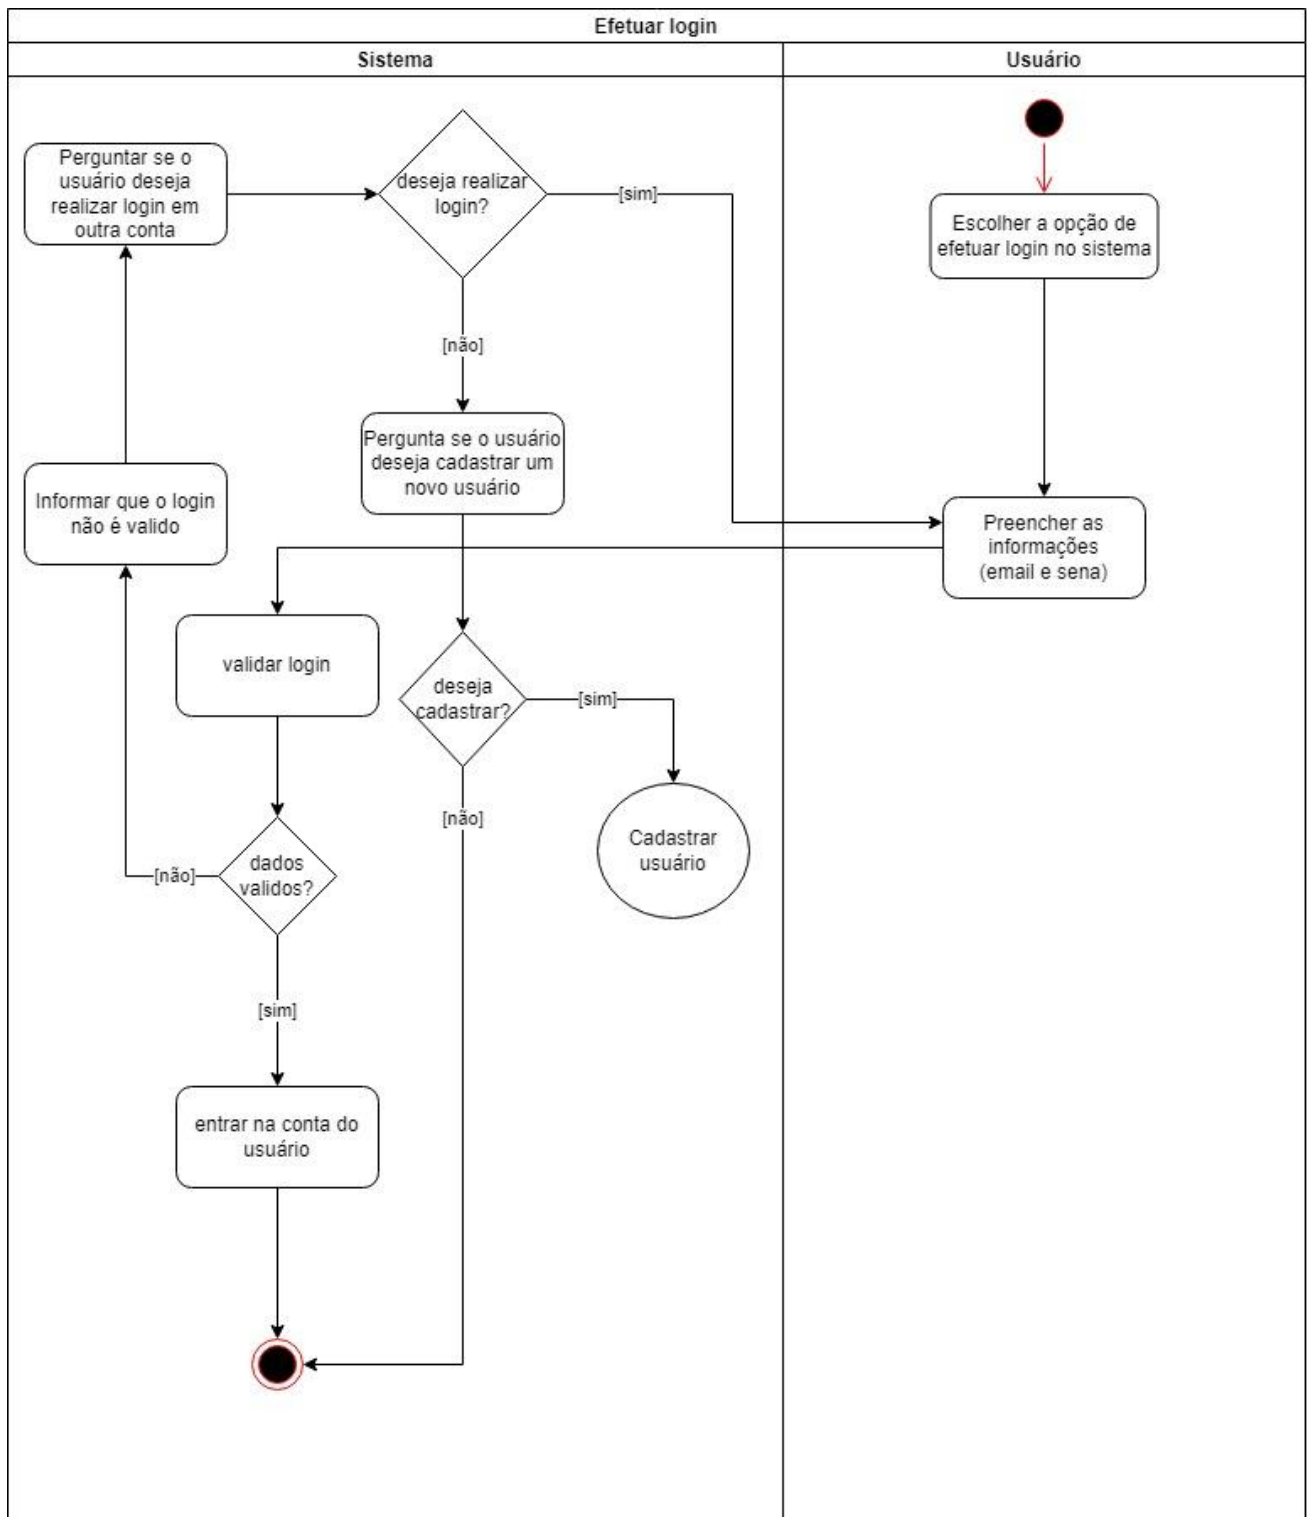 Efetuar login
Sistema
Usuário
Perguntar se o
usuário deseja
realizar login em
outra conta
deseja realizar
login?
[sim]
Escolher a opção de
efetuar login no sistema
[não]
Pergunta se o usuário
deseja cadastrar um
novo usuário
Informar que o login
não é valido
Preencher as
informações
(email e sena)
validar login
deseja
cadastrar?
[sim]
[não]
Cadastrar
usuário
dados
validos?
[não]
[sim]
entrar na conta do
usuário